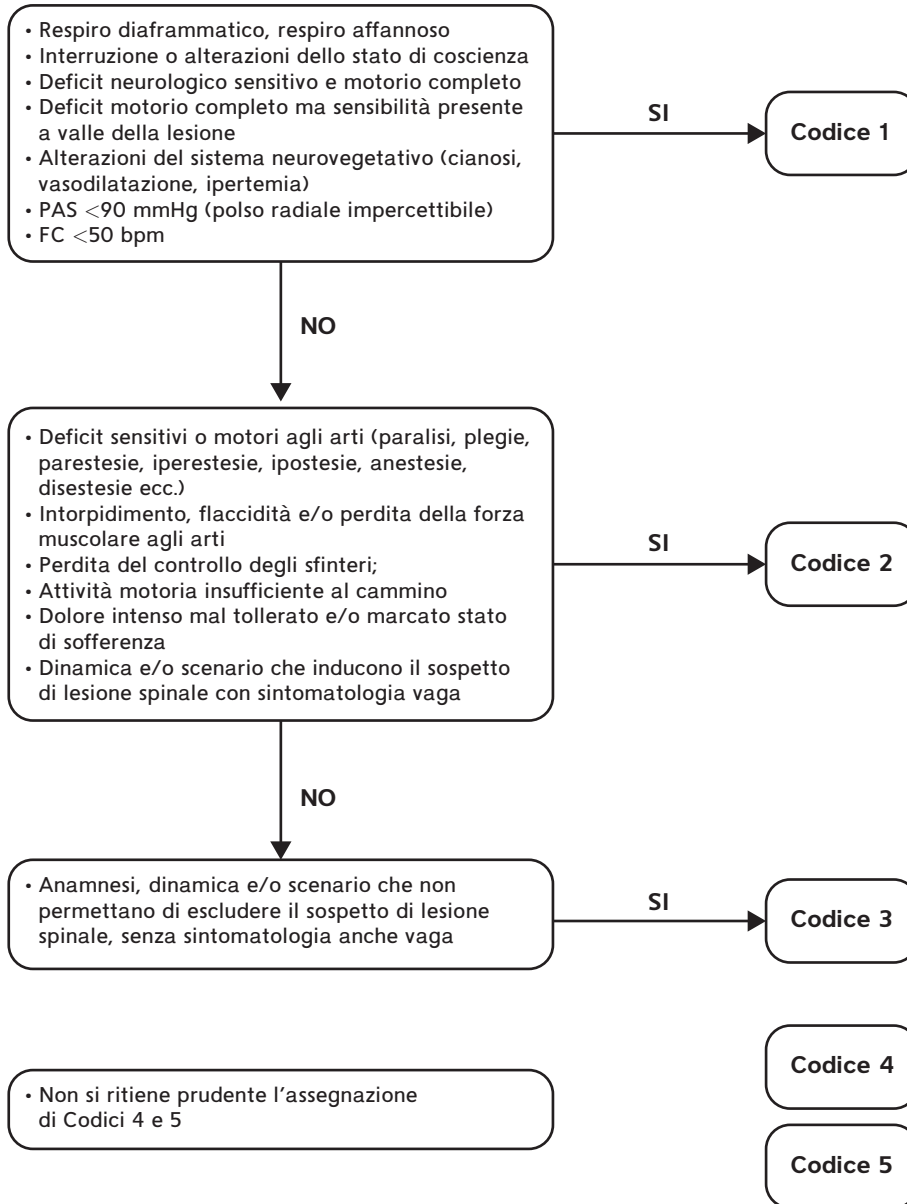 • Respiro diaframmatico, respiro affannoso
• Interruzione o alterazioni dello stato di coscienza
• Deficit neurologico sensitivo e motorio completo
• Deficit motorio completo ma sensibilità presente
a valle della lesione
• Alterazioni del sistema neurovegetativo (cianosi,
vasodilatazione, ipertemia)
• PAS <90 mmHg (polso radiale impercettibile)
• FC <50 bpm
SI
Codice 1
NO
• Deficit sensitivi o motori agli arti (paralisi, plegie,
parestesie, iperestesie, ipostesie, anestesie,
disestesie ecc.)
• Intorpidimento, flaccidità e/o perdita della forza
muscolare agli arti
• Perdita del controllo degli sfinteri;
• Attività motoria insufficiente al cammino
• Dolore intenso mal tollerato e/o marcato stato
di sofferenza
• Dinamica e/o scenario che inducono il sospetto
di lesione spinale con sintomatologia vaga
SI
Codice 2
NO
• Anamnesi, dinamica e/o scenario che non
permettano di escludere il sospetto di lesione
spinale, senza sintomatologia anche vaga
SI
Codice 3
• Non si ritiene prudente l'assegnazione
di Codici 4 e 5
Codice 4
Codice 5